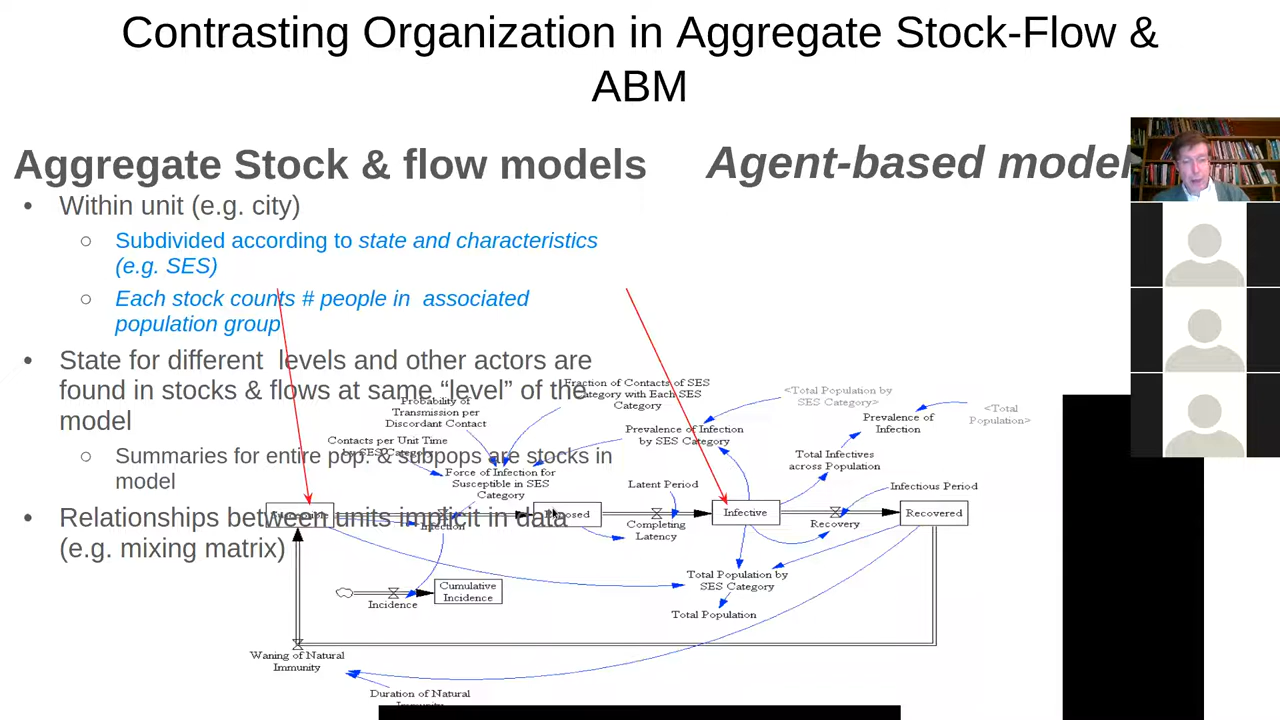 Contrasting Organization in Aggregate Stock-Flow &
ABM
Aggregate Stock & flow models
• Within unit (e.g. city)
○ Subdivided according to state and characteristics
(e.g. SES)
○ Each stock counts # people in associated
population group
• State for different levels and other actors are
found in stocks & flows at same “level” of the
model
○ Summaries for entire pop. & subpops are stocks in
model
• Relationships between units implicit in data
(e.g. mixing matrix)
Agent-based model
Fraction of Contacts of SES
Category with Each SES
Category
<Total Population by
SES Category>
<Total
Population>
Probability of
Transmission per
Discordant Contact
Prevalence of Infection
by SES Category
Prevalence of
Infection
Contacts per Unit Time
by SES Category
Total Infectives
across Population
Force of Infection for
Susceptible in SES
Category
Latent Period
Infectious Period
Infection
Exposed
Completing
Latency
Infective
Recovery
Recovered
Total Population by
SES Category
Cumulative
Incidence
Incidence
Total Population
Waning of Natural
Immunity
Duration of Natural